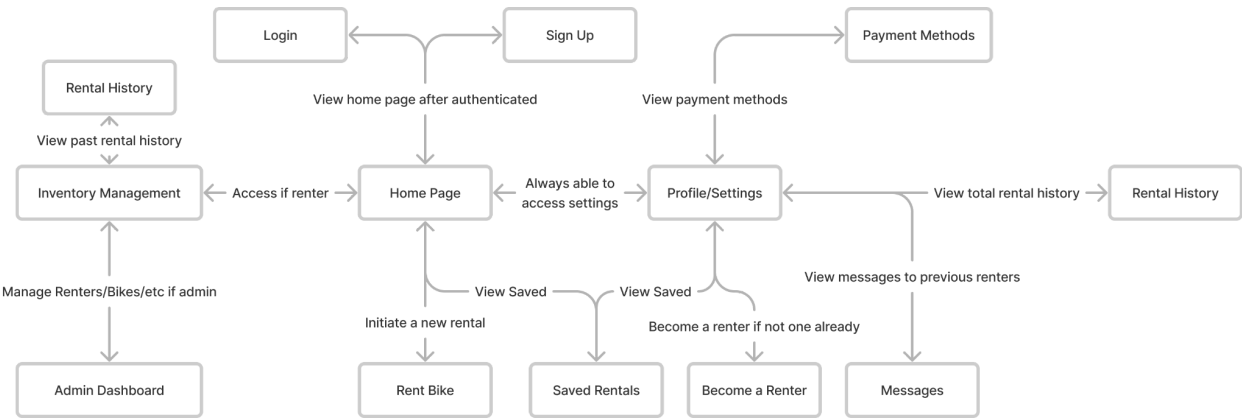 Login
Sign Up
Payment Methods
Rental History
View home page after authenticated
View payment methods
View past rental history
Inventory Management
Access if renter
Home Page
Always able to
access settings
Profile/Settings
View total rental history
Rental History
View messages to previous renters
Manage Renters/Bikes/etc if admin
View Saved
View Saved
Initiate a new rental
Become a renter if not one already
Admin Dashboard
Rent Bike
Saved Rentals
Become a Renter
Messages